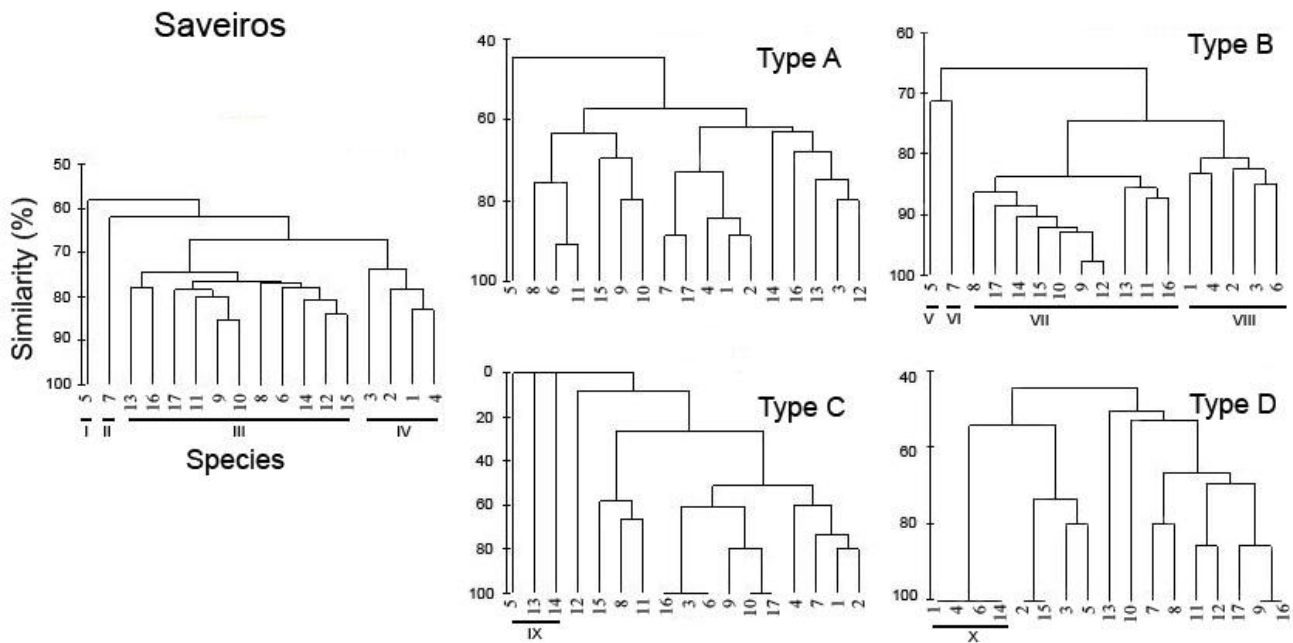 Saveiros
Similarity (%)
50
60
70
80
90
100
5 7 13 16 17 11 9 10 8 6 14 12 15 3 2 1 4
I II III IV
Species
Type A
40
60
80
100
5 8 6 11 15 9 10 7 17 4 1 2 14 16 13 3 12
Type B
60
70
80
90
100
5 7 8 17 14 15 10 9 12 13 11 16 1 4 2 3 6
V VI VII VIII
Type C
0
20
40
60
80
100
5 13 14 12 15 8 11 16 3 6 9 10 17 4 7 1 2
IX
Type D
40
60
80
100
1 4 6 14 2 15 3 5 13 10 7 8 11 12 17 9 16
X